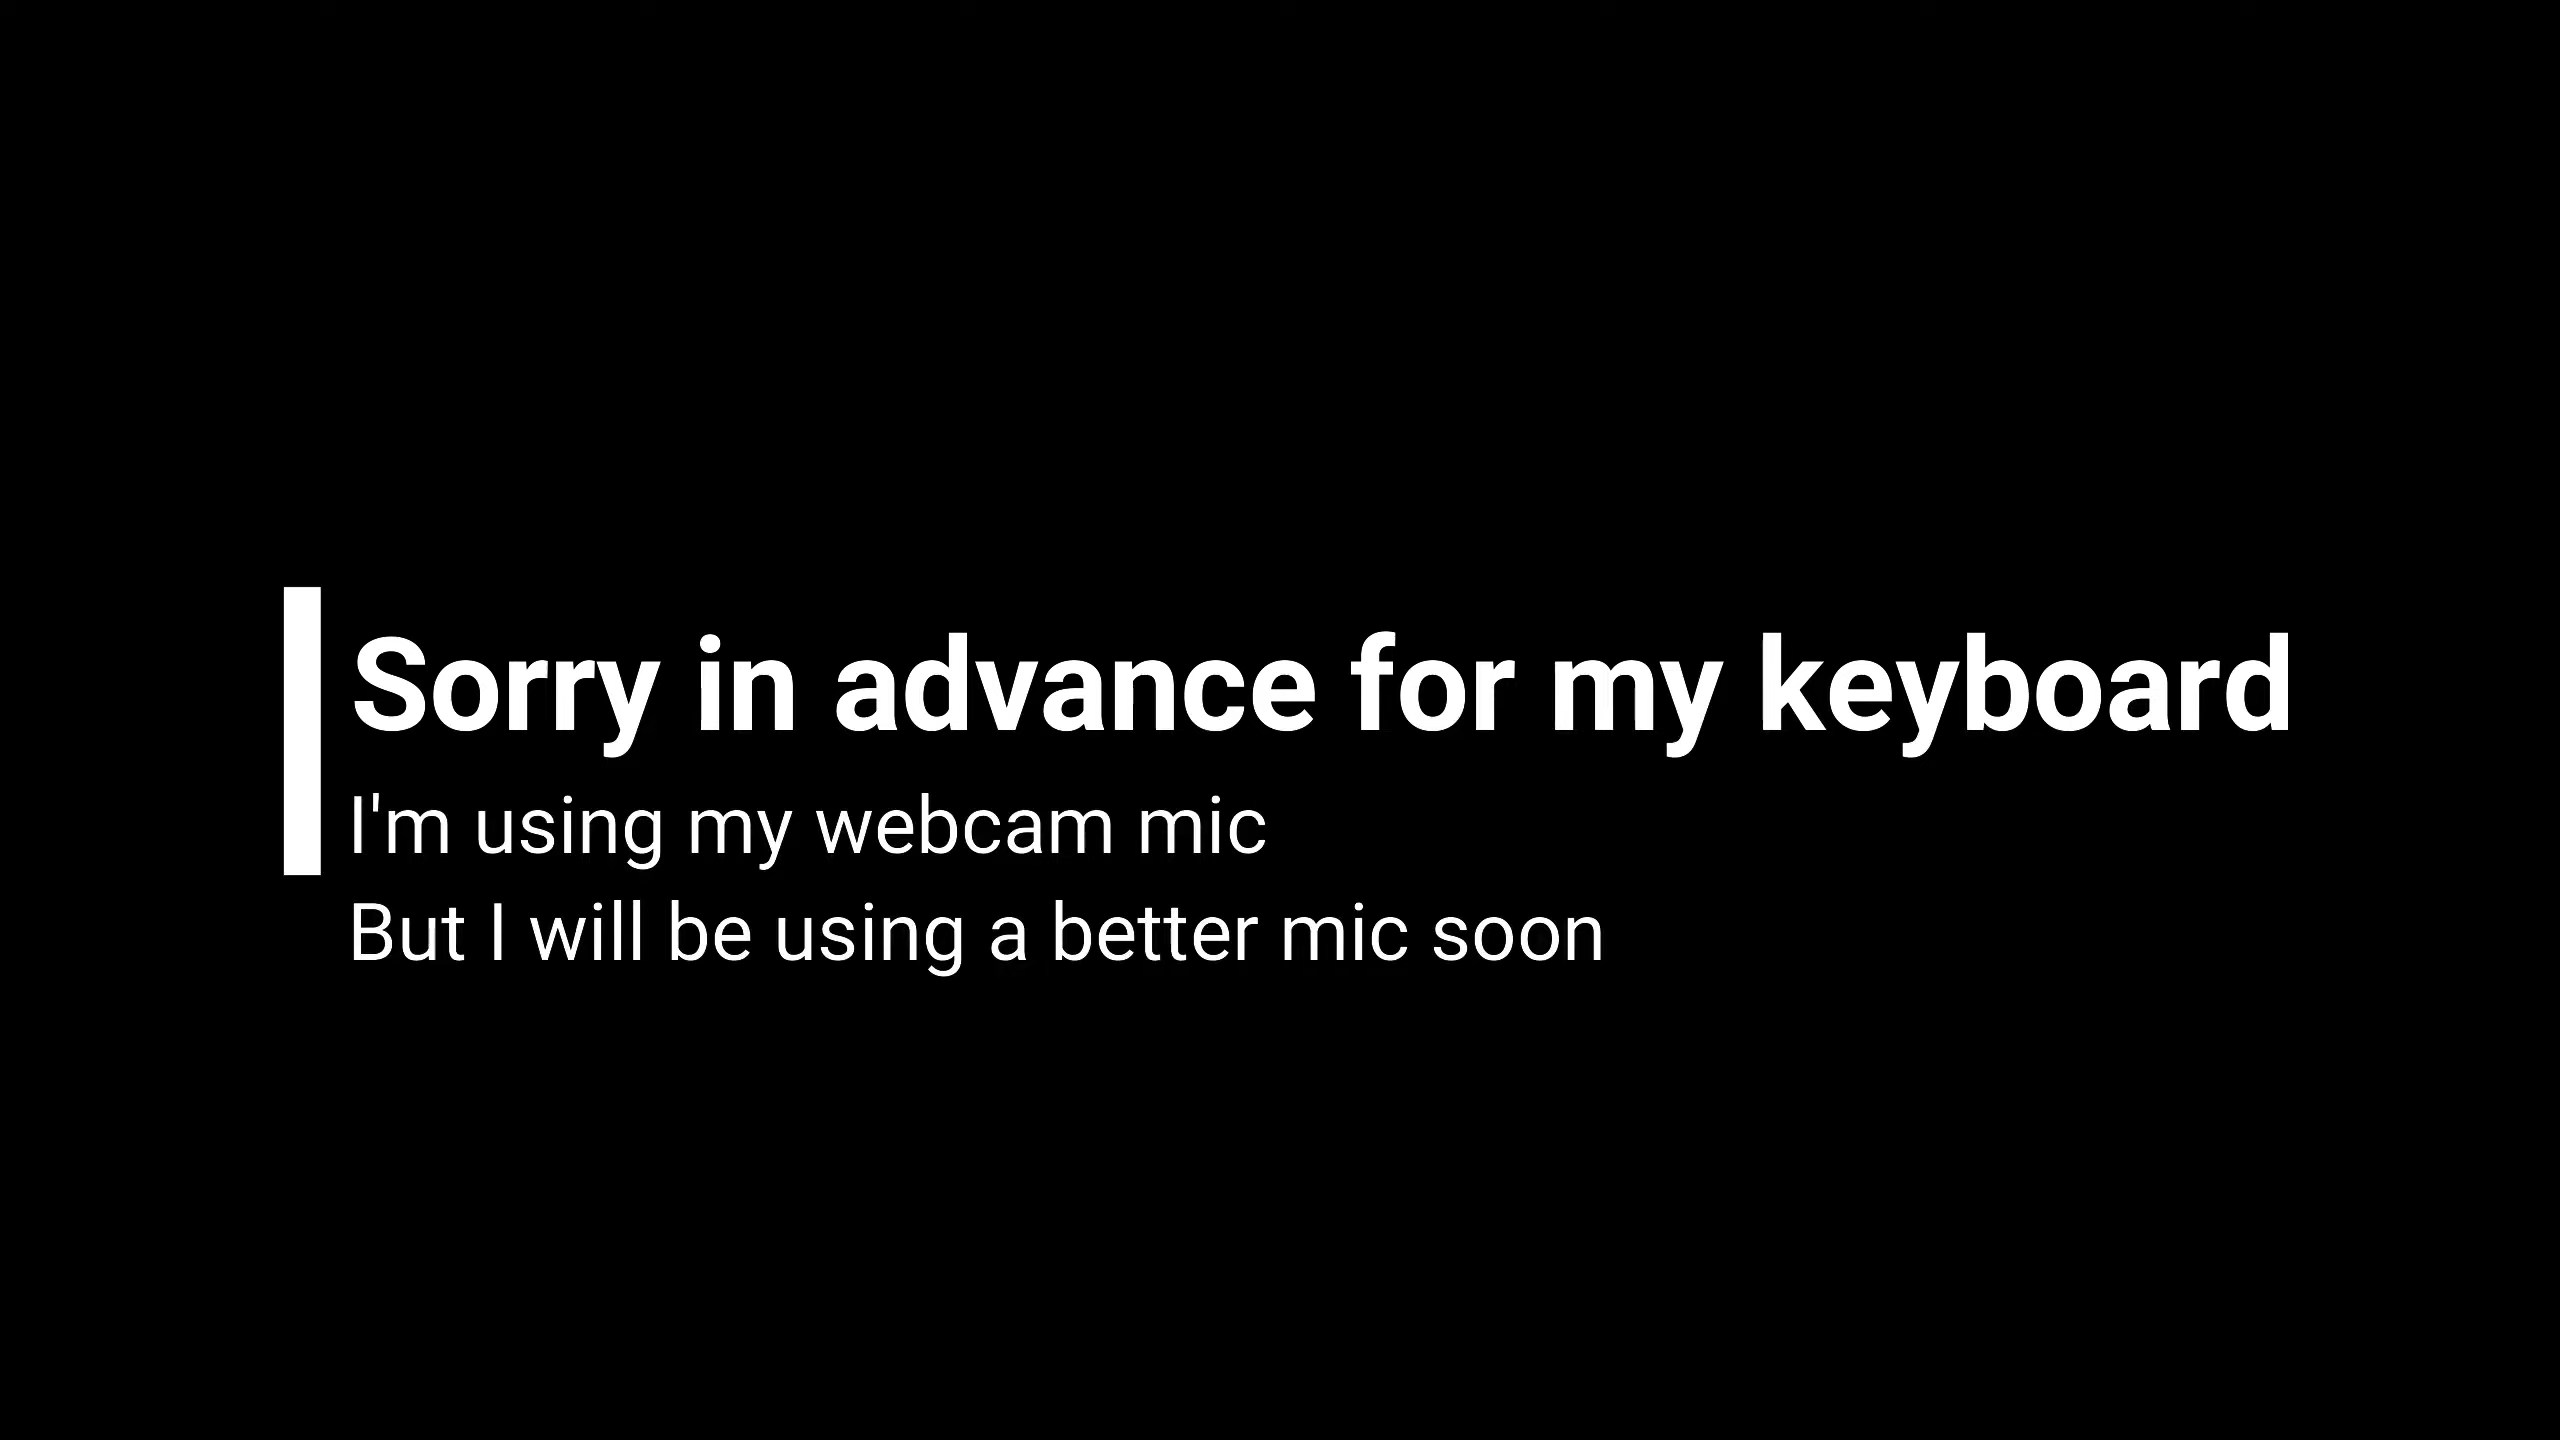 Sorry in advance for my keyboard
I'm using my webcam mic
But I will be using a better mic soon